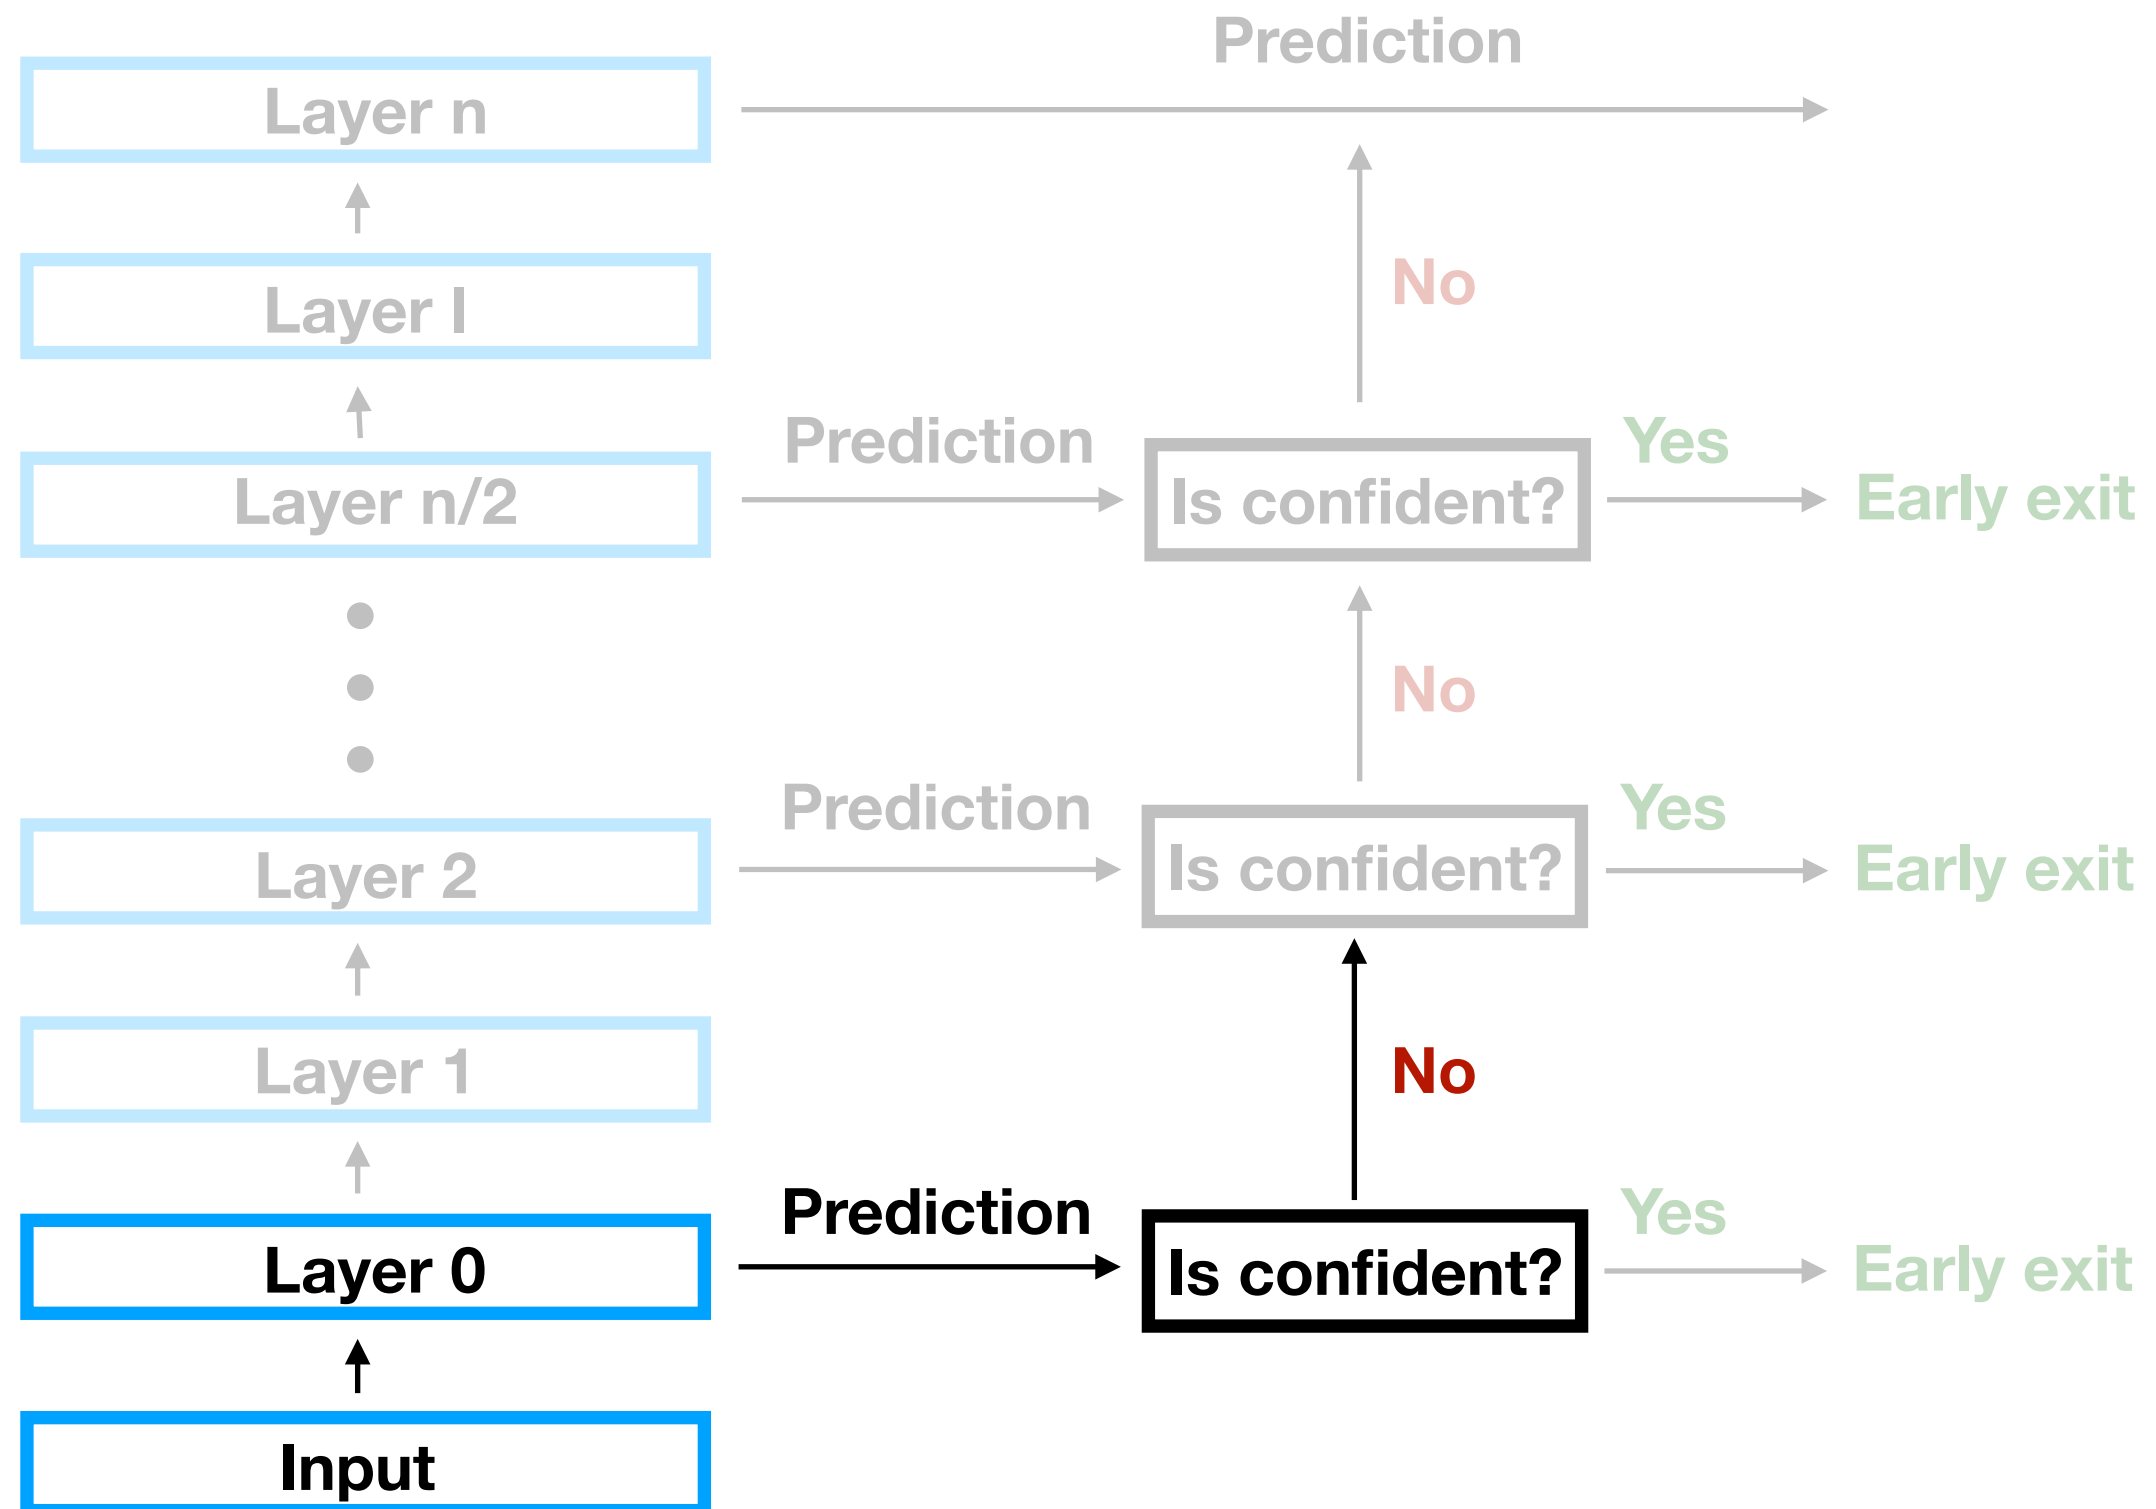 Prediction
Layer n
No
Layer l
Prediction
Yes
Layer n/2
Is confident?
Early exit
No
Prediction
Yes
Layer 2
Is confident?
Early exit
No
Layer 1
Prediction
Yes
Layer 0
Is confident?
Early exit
Input